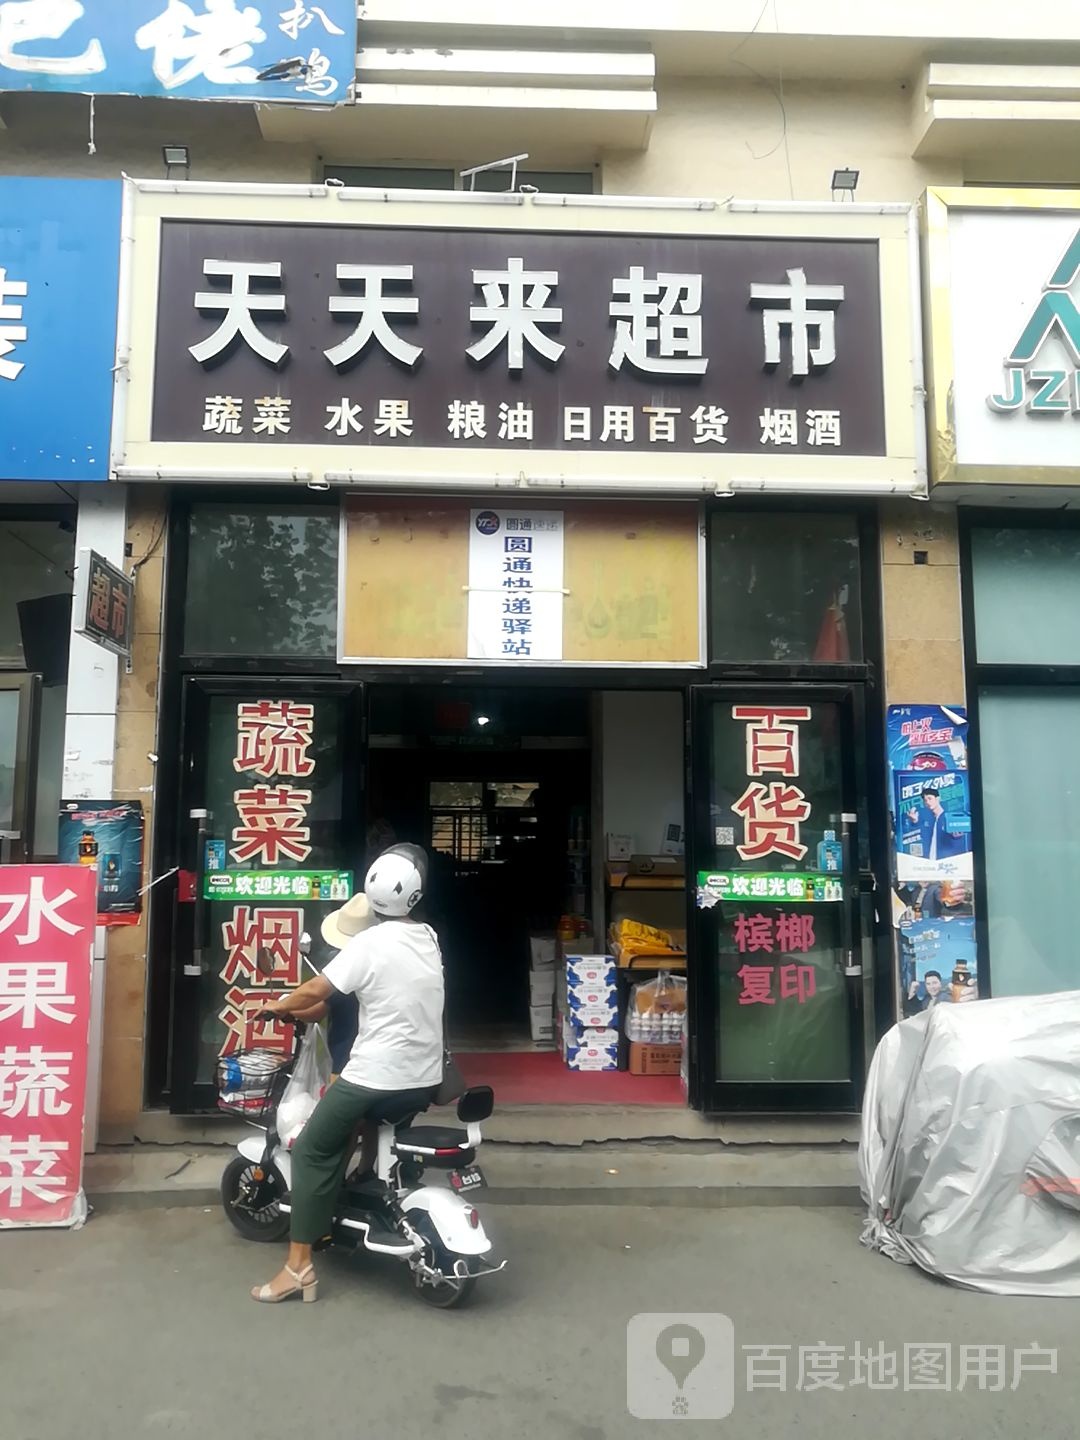 佬扒鸡
天天来超市
蔬菜 水果 粮油 日用百货 烟酒
装
JZ
圆通速递
圆通快递驿站
超市
蔬菜
烟酒
百货
欢迎光临
欢迎光临
槟榔
复印
水果蔬菜
百度地图用户